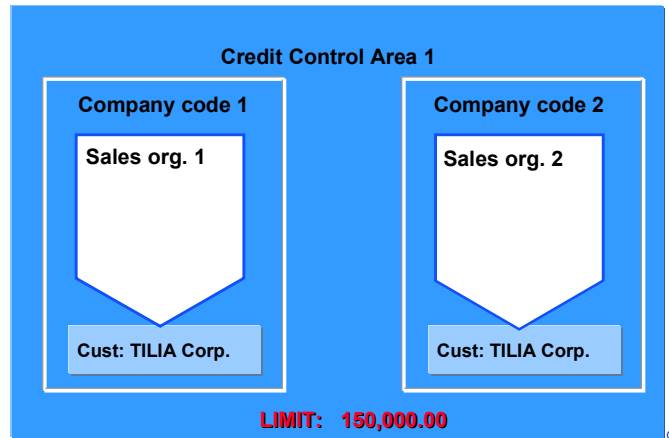 Credit Control Area 1
Company code 1
Company code 2
Sales org. 1
Sales org. 2
Cust: TILIA Corp.
Cust: TILIA Corp.
LIMIT: 150,000.00